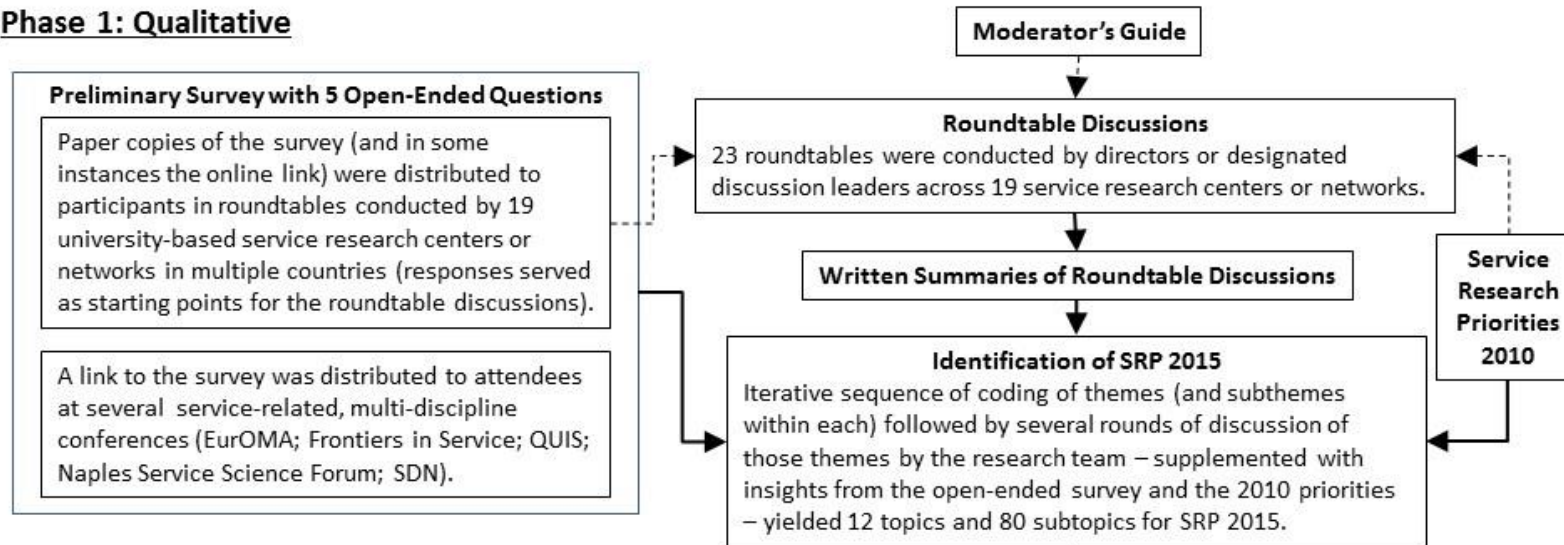 Phase 1: Qualitative
Preliminary Survey with 5 Open-Ended Questions
Paper copies of the survey (and in some
instances the online link) were distributed to
participants in roundtables conducted by 19
university-based service research centers or
networks in multiple countries (responses served
as starting points for the roundtable discussions).
A link to the survey was distributed to attendees
at several service-related, multi-discipline
conferences (EurOMA; Frontiers in Service; QUIS;
Naples Service Science Forum; SDN).
Moderator's Guide
Roundtable Discussions
23 roundtables were conducted by directors or designated
discussion leaders across 19 service research centers or networks.
Written Summaries of Roundtable Discussions
Identification of SRP 2015
Iterative sequence of coding of themes (and subthemes
within each) followed by several rounds of discussion of
those themes by the research team – supplemented with
insights from the open-ended survey and the 2010 priorities
– yielded 12 topics and 80 subtopics for SRP 2015.
Service
Research
Priorities
2010